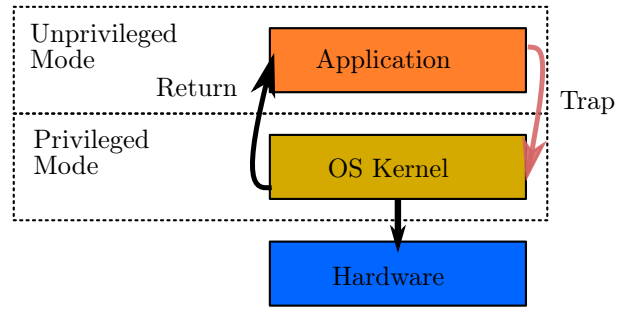 Unprivileged
Mode
Application
Return
Trap
Privileged
Mode
OS Kernel
Hardware